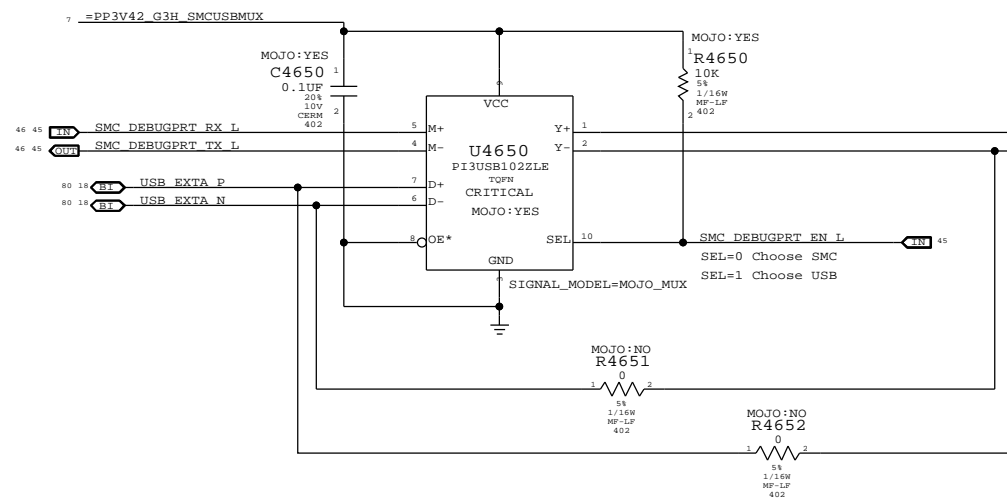 7 =PP3V42_G3H_SMCUSBMUX
MOJO:YES
C4650 1
0.1UF
20%
10V
CERM
402
2
MOJO:YES
1 R4650
10K
5%
1/16W
MF-LF
402
2
9
VCC
46 45 IN SMC_DEBUGPRT_RX_L 5 M+ Y+ 1
46 45 OUT SMC_DEBUGPRT_TX_L 4 M- Y- 2
U4650
PI3USB102ZLE
TQFN
CRITICAL
MOJO:YES
80 18 BI USB_EXTA_P 7 D+
80 18 BI USB_EXTA_N 6 D-
8 OE* SEL 10 SMC_DEBUGPRT_EN_L IN 45
SEL=0 Choose SMC
SEL=1 Choose USB
GND
3
SIGNAL_MODEL=MOJO_MUX
MOJO:NO
R4651
0
1 2
5%
1/16W
MF-LF
402
MOJO:NO
R4652
0
1 2
5%
1/16W
MF-LF
402